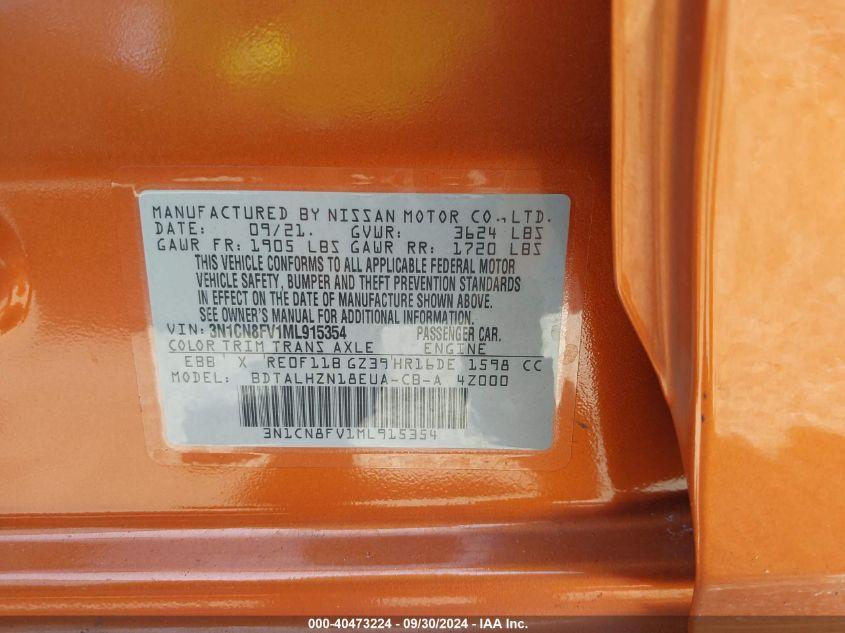 MANUFACTURED BY NISSAN MOTOR CO., LTD.
DATE: 09/21. GVWR: 3624 LBS
GAWR FR: 1905 LBS GAWR RR: 1720 LBS
THIS VEHICLE CONFORMS TO ALL APPLICABLE FEDERAL MOTOR
VEHICLE SAFETY, BUMPER AND THEFT PREVENTION STANDARDS
IN EFFECT ON THE DATE OF MANUFACTURE SHOWN ABOVE.
SEE OWNER'S MANUAL FOR ADDITIONAL INFORMATION.
VIN: 3N1CN8FV1ML915354 PASSENGER CAR.
COLOR TRIM TRANS AXLE ENGINE
EBB X RE0F11B GZ39 HR16DE 1598 CC
MODEL: BDTALHZN18EUA-CB-A 4Z000
3N1CN8FV1ML915354
000-40473224 - 09/30/2024 - IAA Inc.